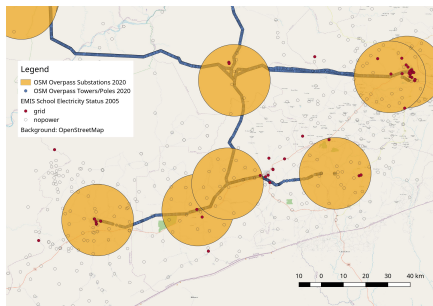 Legend
OSM Overpass Substations 2020
OSM Overpass Towers/Poles 2020
EMIS School Electricity Status 2005
grid
nopower
Background: OpenStreetMap
10 0 10 20 30 40 km